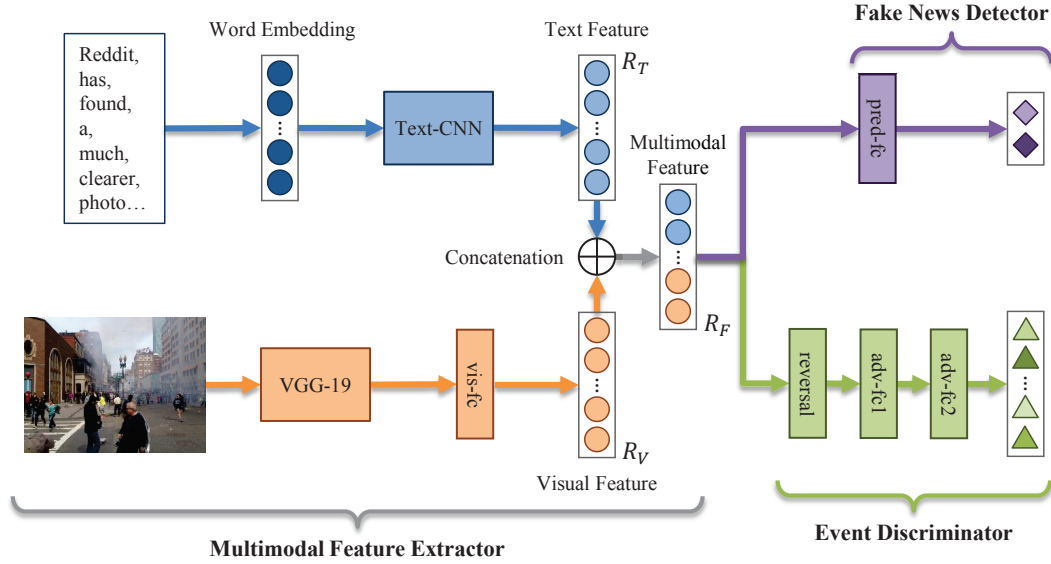 Fake News Detector
Word Embedding
Text Feature
Reddit,
has,
found,
a,
much,
clearer,
photo…
Text-CNN
R_T
pred-fc
Multimodal
Feature
Concatenation
R_F
VGG-19
vis-fc
R_V
Visual Feature
reversal
adv-fc1
adv-fc2
Multimodal Feature Extractor
Event Discriminator